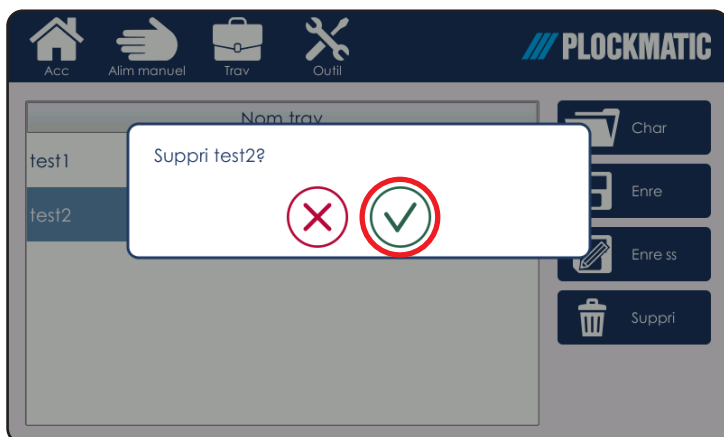 Acc
Alim manuel
Trav
Outil
PLOCKMATIC
Nom trav
test1
test2
Suppri test2?
Char
Enre
Enre ss
Suppri